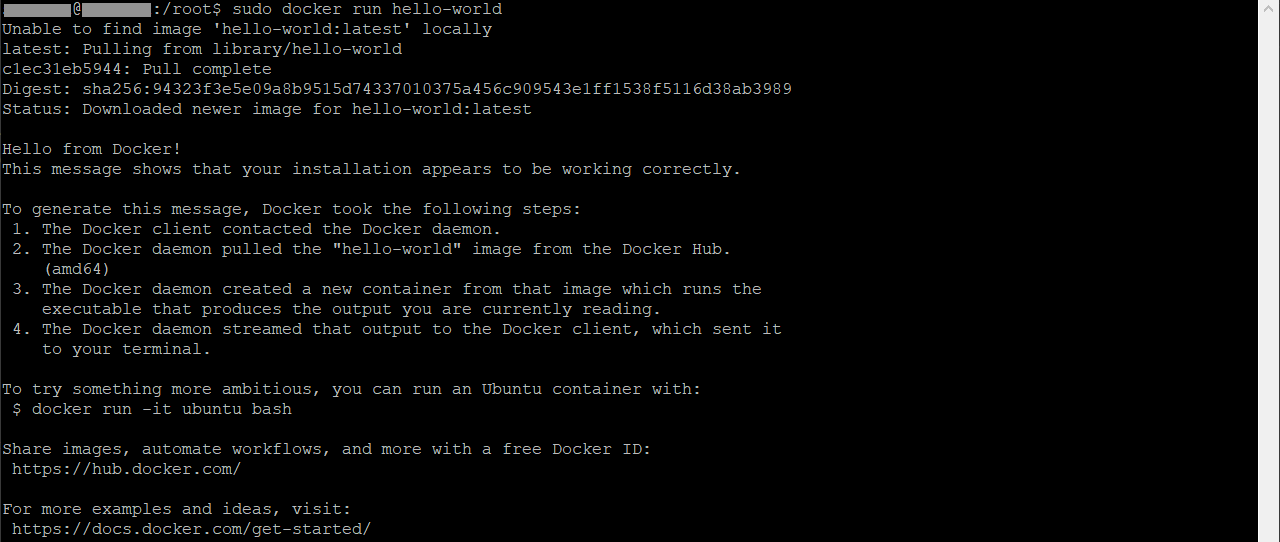 @:/root$ sudo docker run hello-world
Unable to find image 'hello-world:latest' locally
latest: Pulling from library/hello-world
c1ec31eb5944: Pull complete
Digest: sha256:94323f3e5e09a8b9515d74337010375a456c909543e1ff1538f5116d38ab3989
Status: Downloaded newer image for hello-world:latest

Hello from Docker!
This message shows that your installation appears to be working correctly.

To generate this message, Docker took the following steps:
 1. The Docker client contacted the Docker daemon.
 2. The Docker daemon pulled the "hello-world" image from the Docker Hub.
    (amd64)
 3. The Docker daemon created a new container from that image which runs the
    executable that produces the output you are currently reading.
 4. The Docker daemon streamed that output to the Docker client, which sent it
    to your terminal.

To try something more ambitious, you can run an Ubuntu container with:
 $ docker run -it ubuntu bash

Share images, automate workflows, and more with a free Docker ID:
 https://hub.docker.com/

For more examples and ideas, visit:
 https://docs.docker.com/get-started/